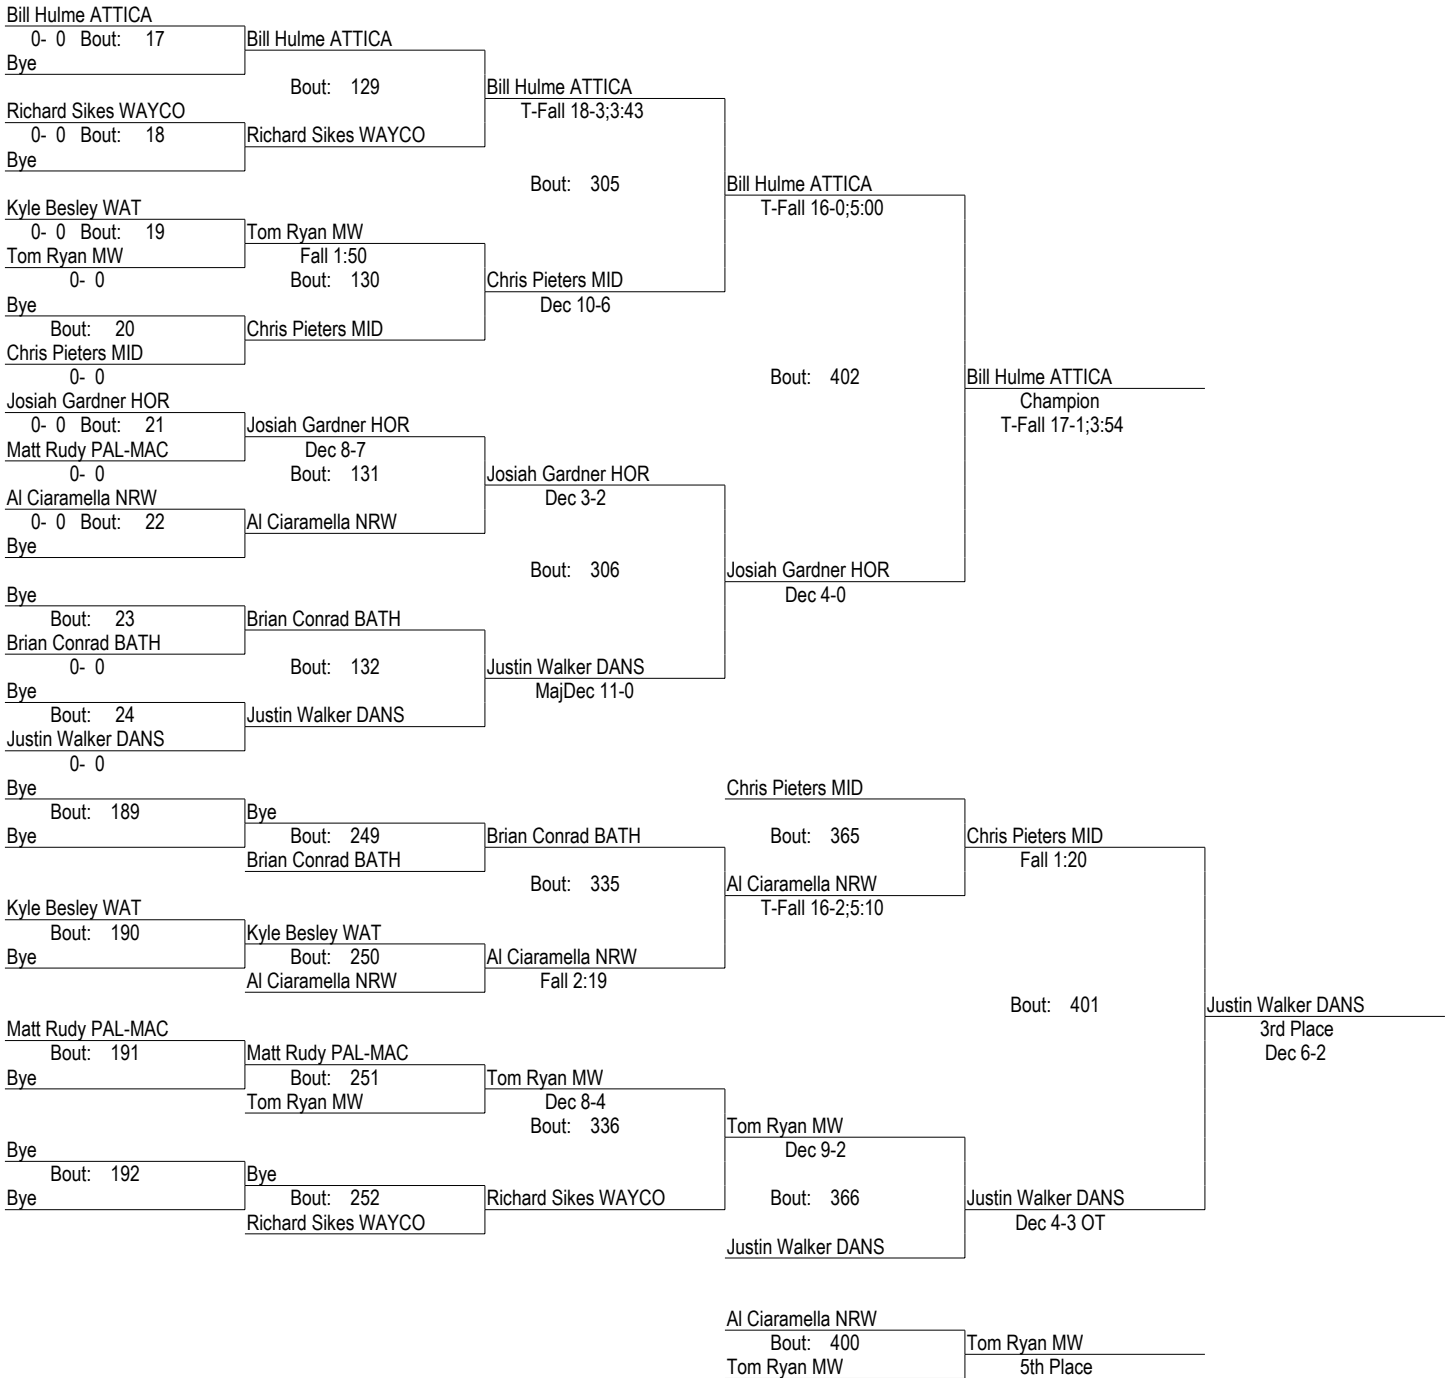 Bill Hulme ATTICA
0- 0 Bout: 17
Bill Hulme ATTICA
Bye
Bout: 129
Bill Hulme ATTICA
Richard Sikes WAYCO
T-Fall 18-3;3:43
0- 0 Bout: 18
Richard Sikes WAYCO
Bye
Bout: 305
Bill Hulme ATTICA
Kyle Besley WAT
T-Fall 16-0;5:00
0- 0 Bout: 19
Tom Ryan MW
Tom Ryan MW
Fall 1:50
0- 0
Bout: 130
Chris Pieters MID
Bye
Dec 10-6
Bout: 20
Chris Pieters MID
Chris Pieters MID
0- 0
Bout: 402
Bill Hulme ATTICA
Josiah Gardner HOR
Champion
0- 0 Bout: 21
Josiah Gardner HOR
T-Fall 17-1;3:54
Matt Rudy PAL-MAC
Dec 8-7
0- 0
Bout: 131
Josiah Gardner HOR
Al Ciaramella NRW
Dec 3-2
0- 0 Bout: 22
Al Ciaramella NRW
Bye
Bout: 306
Josiah Gardner HOR
Bye
Dec 4-0
Bout: 23
Brian Conrad BATH
Brian Conrad BATH
0- 0
Bout: 132
Justin Walker DANS
Bye
MajDec 11-0
Bout: 24
Justin Walker DANS
Justin Walker DANS
0- 0
Bye
Chris Pieters MID
Bout: 189
Bye
Bye
Bout: 249
Brian Conrad BATH
Bout: 365
Chris Pieters MID
Brian Conrad BATH
Fall 1:20
Bout: 335
Al Ciaramella NRW
Kyle Besley WAT
T-Fall 16-2;5:10
Bout: 190
Kyle Besley WAT
Bye
Bout: 250
Al Ciaramella NRW
Al Ciaramella NRW
Fall 2:19
Bout: 401
Justin Walker DANS
Matt Rudy PAL-MAC
3rd Place
Bout: 191
Matt Rudy PAL-MAC
Dec 6-2
Bye
Bout: 251
Tom Ryan MW
Tom Ryan MW
Dec 8-4
Bout: 336
Tom Ryan MW
Bye
Dec 9-2
Bout: 192
Bye
Bye
Bout: 252
Richard Sikes WAYCO
Bout: 366
Justin Walker DANS
Richard Sikes WAYCO
Dec 4-3 OT
Justin Walker DANS
Al Ciaramella NRW
Bout: 400
Tom Ryan MW
Tom Ryan MW
5th Place